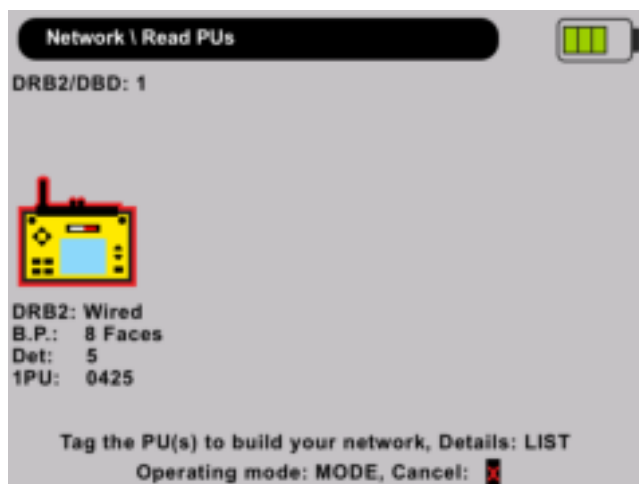 Network \ Read PUs
DRB2/DBD: 1
DRB2: Wired
B.P.: 8 Faces
Det: 5
1PU: 0425
Tag the PU(s) to build your network, Details: LIST
Operating mode: MODE, Cancel: X